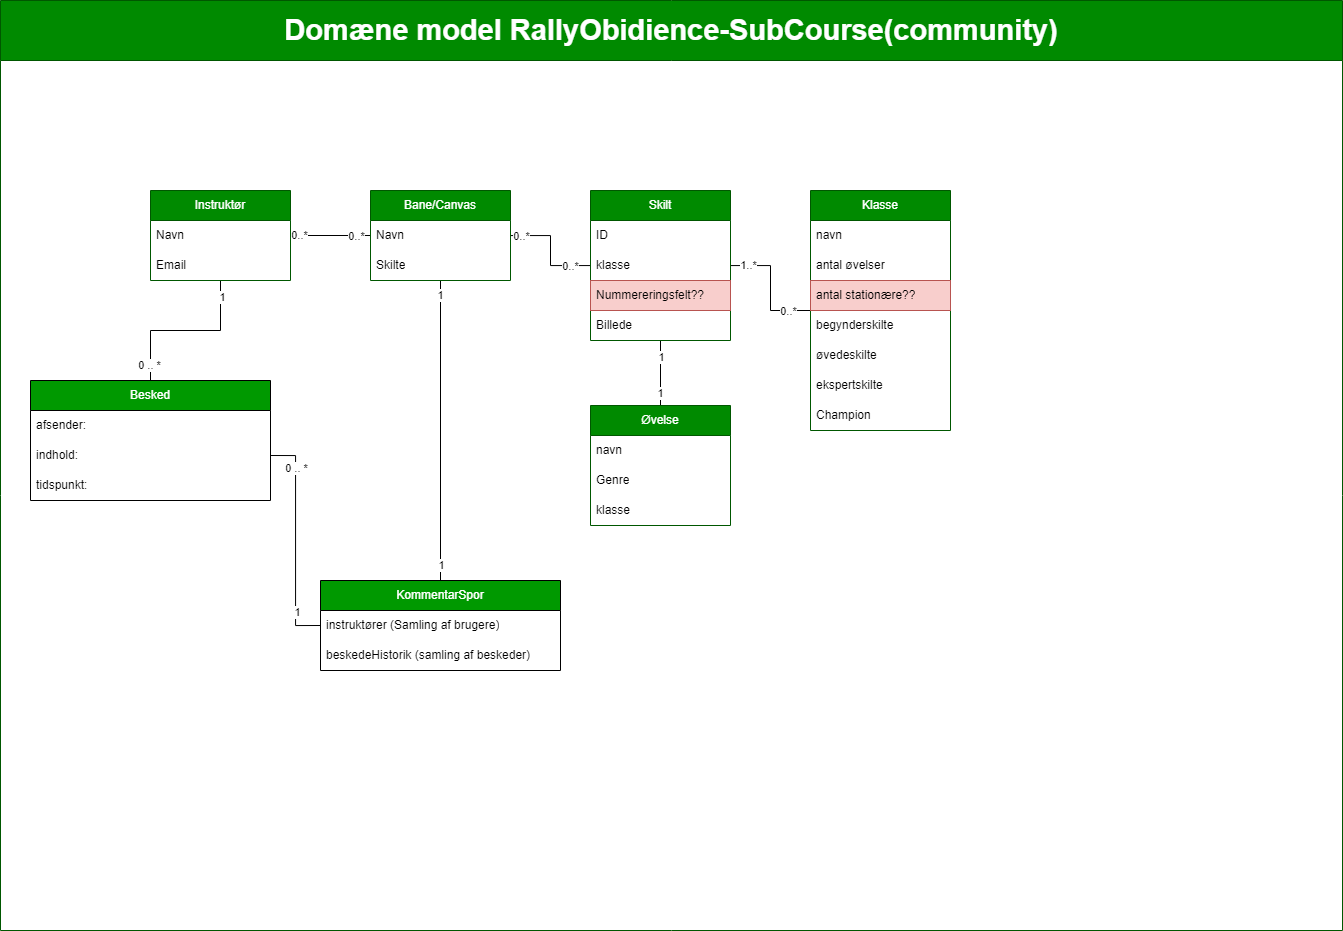 Domæne model RallyObidience-SubCourse(community)
Instruktør
Navn
Email
0..*
0..*
Bane/Canvas
Navn
Skilte
0..*
0..*
Skilt
ID
klasse
Nummereringsfelt??
Billede
1..*
0..*
Klasse
navn
antal øvelser
antal stationære??
begynderskilte
øvedeskilte
ekspertskilte
Champion
1
0 .. *
1
1
1
Øvelse
navn
Genre
klasse
Besked
afsender:
indhold:
tidspunkt:
0 .. *
1
1
KommentarSpor
instruktører (Samling af brugere)
beskedeHistorik (samling af beskeder)